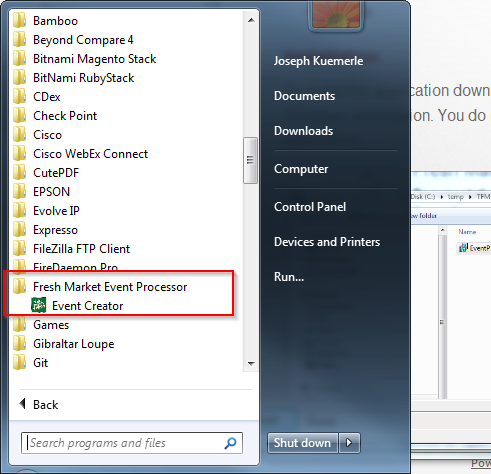 Bamboo
Beyond Compare 4
Bitnami Magento Stack
BitNami RubyStack
CDex
Check Point
Cisco
Cisco WebEx Connect
CutePDF
EPSON
Evolve IP
Expresso
FileZilla FTP Client
FireDaemon Pro
Fresh Market Event Processor
Event Creator
Games
Gibraltar Loupe
Git
Back
Search programs and files
Joseph Kuemerle
Documents
Downloads
Computer
Control Panel
Devices and Printers
Run...
Shut down
cation down
ion. You do
Disk (C:) ▸ temp ▸ TFM
ew folder
Name
EventP
Pow